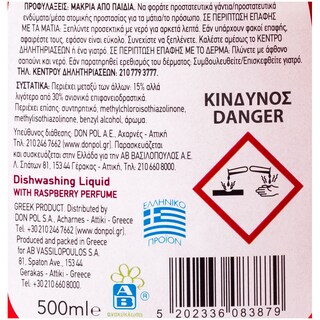 ΠΡΟΦΥΛΑΞΕΙΣ: ΜΑΚΡΙΑ ΑΠΟ ΠΑΙΔΙΑ. Να φοράτε προστατευτικά γάντια/προστατευτικά
ενδύματα/μέσα ατομικής προστασίας για τα μάτια/το πρόσωπο. ΣΕ ΠΕΡΙΠΤΩΣΗ ΕΠΑΦΗΣ
ΜΕ ΤΑ ΜΑΤΙΑ: Ξεπλύνετε προσεκτικά με νερό για αρκετά λεπτά. Εάν υπάρχουν φακοί επαφής,
αφαιρέστε τους, εφόσον είναι εύκολο. Συνεχίστε να ξεπλένετε. Καλέστε αμέσως το ΚΕΝΤΡΟ
ΔΗΛΗΤΗΡΙΑΣΕΩΝ ή ένα γιατρό. ΣΕ ΠΕΡΙΠΤΩΣΗ ΕΠΑΦΗΣ ΜΕ ΤΟ ΔΕΡΜΑ: Πλύνετε με άφθονο
σαπούνι και νερό. Εάν παρατηρηθεί ερεθισμός του δέρματος: Συμβουλευθείτε/Επισκεφθείτε γιατρό.
ΤΗΛ. ΚΕΝΤΡΟΥ ΔΗΛΗΤΗΡΙΑΣΕΩΝ: 210 779 3777.
ΣΥΣΤΑΤΙΚΑ: Περιέχει μεταξύ των άλλων: 15% αλλά
λιγότερο από 30% ανιονικά επιφανειοδραστικά.
Περιέχει επίσης: συντηρητικό, chloromethylisothiazolinone,
methylisothiazolinone, benzyl alcohol, άρωμα.
Υπεύθυνος διάθεσης: DON POL A.E., Αχαρνές - Αττική
Τηλ. +30 210 246 7662 (www.donpol.gr). Παρασκευάζεται
και συσκευάζεται στην Ελλάδα για την ΑΒ ΒΑΣΙΛΟΠΟΥΛΟΣ Α.Ε.
Λ. Σπάτων 81, 153 44 Γέρακας - Αττική, Τηλ. 210 660 8000.
ΚΙΝΔΥΝΟΣ
DANGER
Dishwashing Liquid
WITH RASPBERRY PERFUME
GREEK PRODUCT Distributed by
DON POL SA., Acharnes - Attiki - Greece
Tel. +30 210 246 7662 (www.donpol.gr).
Produced and packed in Greece
for AB VASSILOPOULOS S.A.
81, Spaton Ave., 153 44
Gerakas - Attiki - Greece
Tel. +30 210 660 8000
ΕΛΛΗΝΙΚΟ
ΠΡΟΪΟΝ
500ml e
AB
ανακύκλωση
5 202336 083879